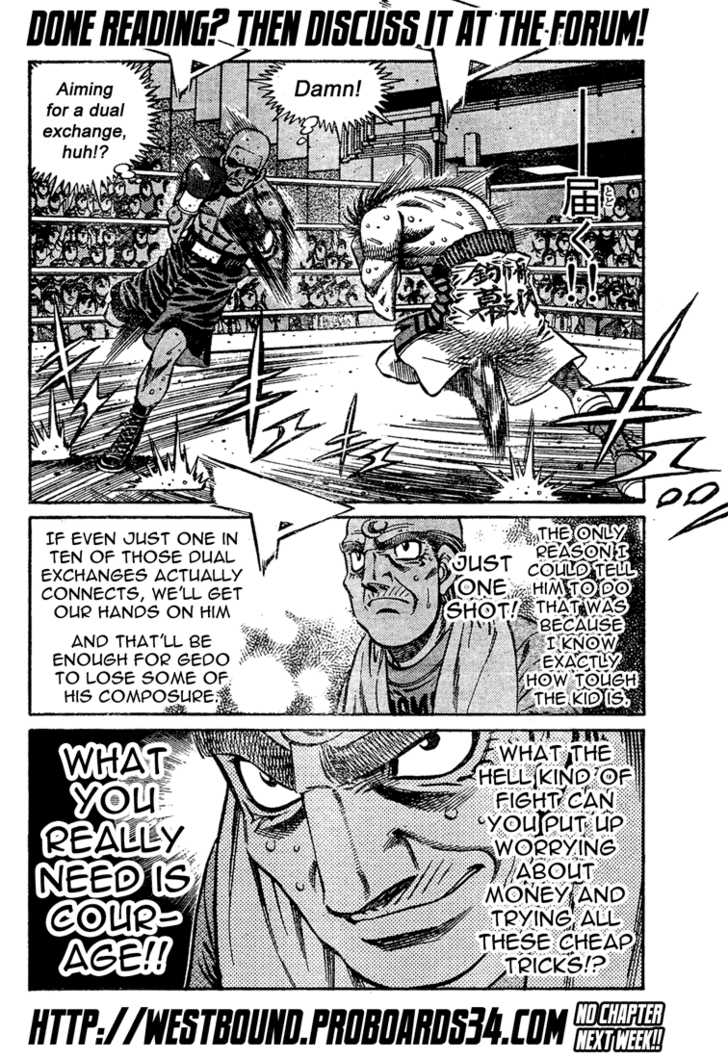 DONE READING? THEN DISCUSS IT AT THE FORUM!
Aiming
for a dual
exchange,
huh!?
Damn!
届く!!
とど
IF EVEN JUST ONE IN
TEN OF THOSE DUAL
EXCHANGES ACTUALLY
CONNECTS, WE'LL GET
OUR HANDS ON HIM
AND THAT'LL BE
ENOUGH FOR GEDO
TO LOSE SOME OF
HIS COMPOSURE.
JUST
ONE
SHOT!
THE ONLY
REASON I
COULD TELL
HIM TO DO
THAT WAS
BECAUSE
I KNOW
EXACTLY
HOW TOUGH
THE KID IS.
WHAT
YOU
REALLY
NEED IS
COUR-
AGE!!
WHAT THE
HELL KIND OF
FIGHT CAN
YOU PUT UP
WORRYING
ABOUT
MONEY AND
TRYING ALL
THESE CHEAP
TRICKS!?
HTTP://WESTBOUND.PROBOARDS34.COM
NO CHAPTER
NEXT WEEK!!